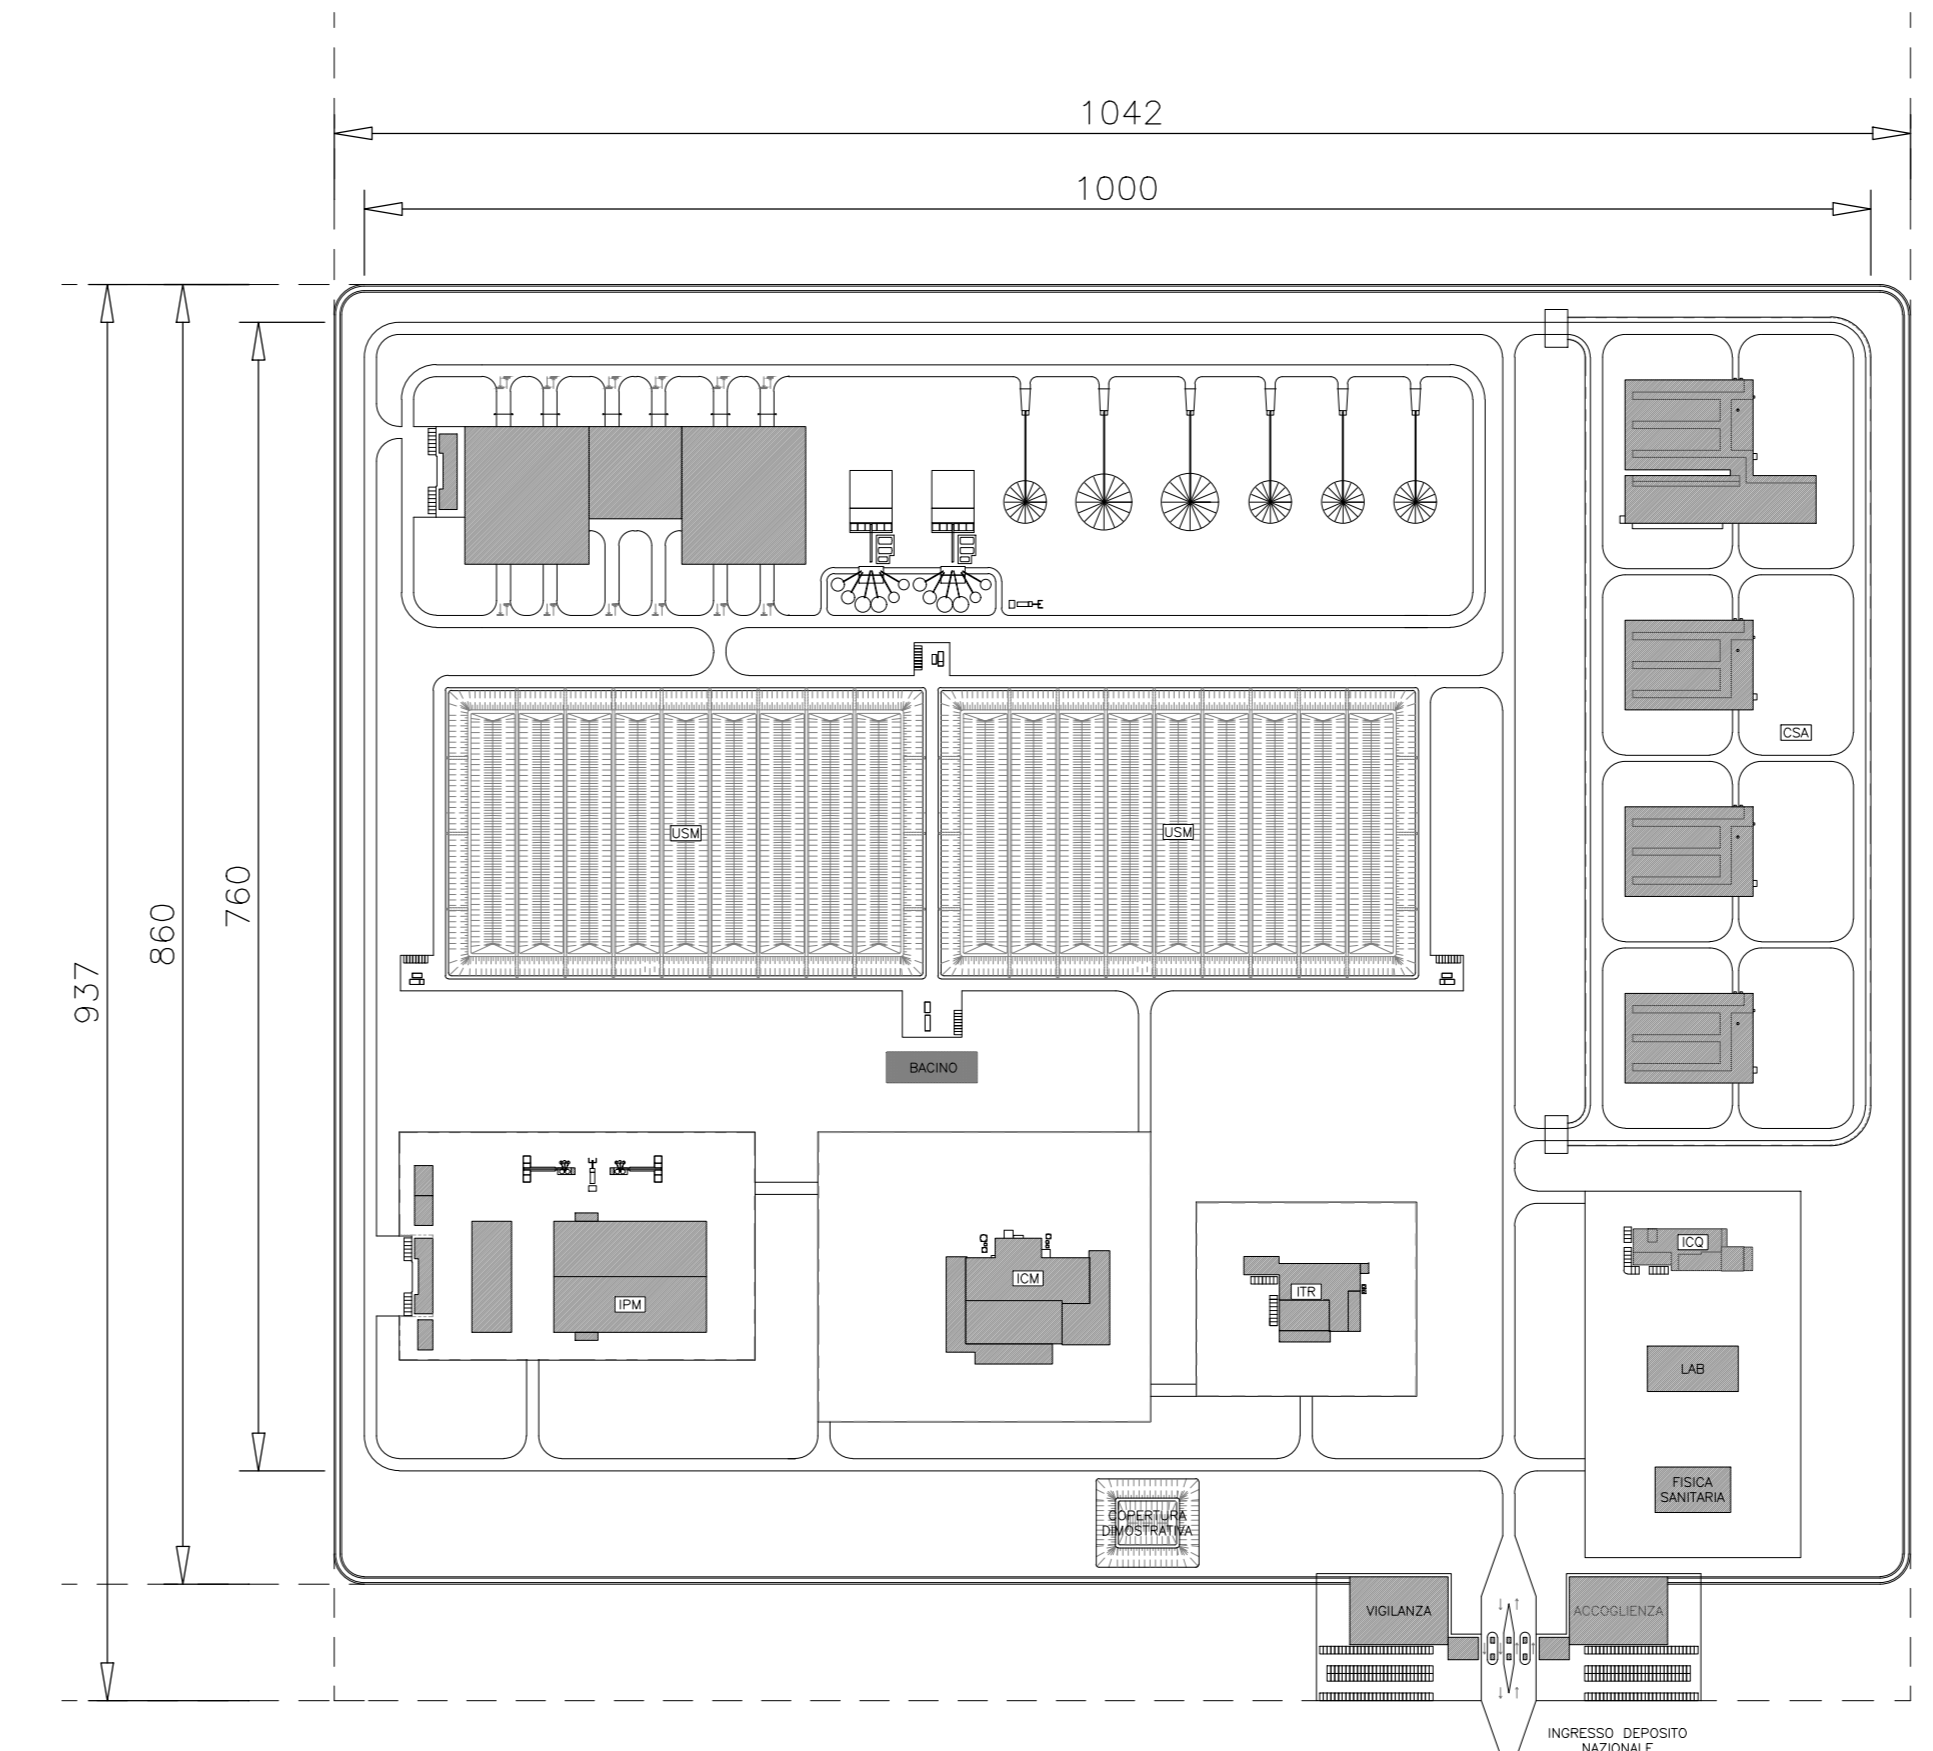 1042
1000
937
860
760
CSA
USM
USM
BACINO
IPM
ICM
ITR
ICQ
LAB
FISICA
SANITARIA
COPERTURA
DIMOSTRATIVA
VIGILANZA
ACCOGLIENZA
INGRESSO DEPOSITO
NAZIONALE